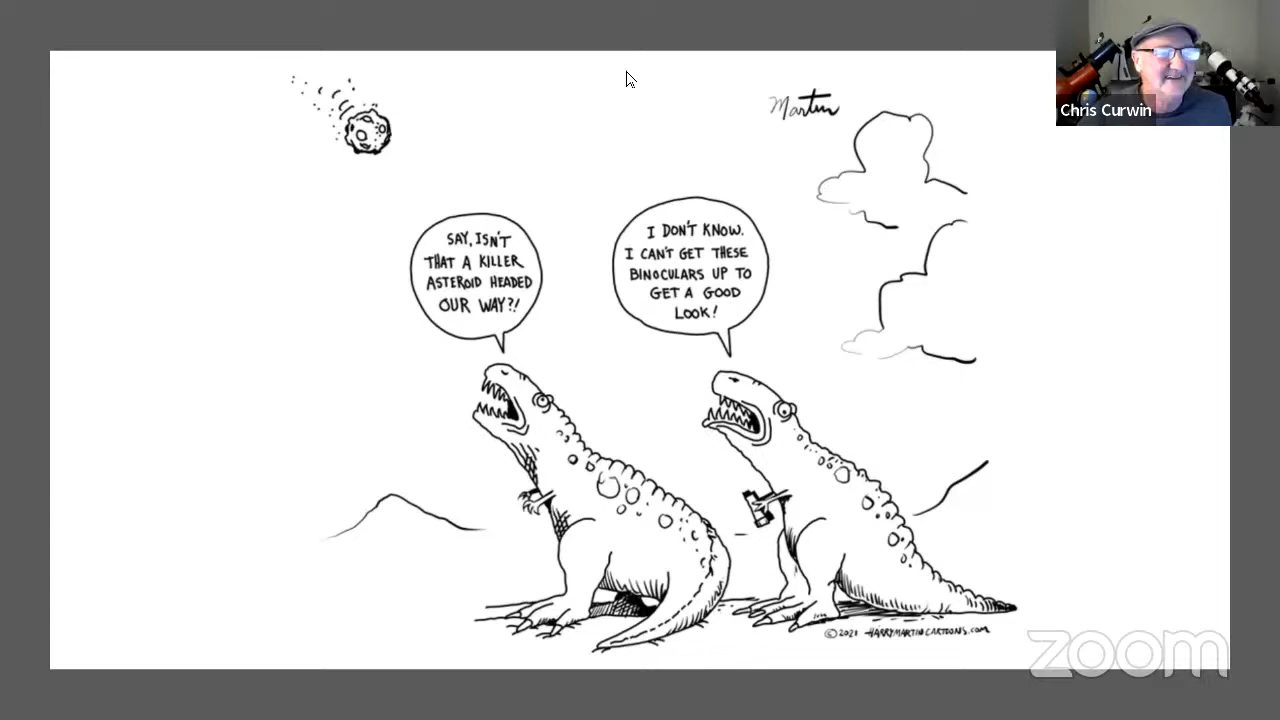 Martin
Chris Curwin
SAY, ISN'T
THAT A KILLER
ASTEROID HEADED
OUR WAY?!
I DON'T KNOW.
I CAN'T GET THESE
BINOCULARS UP TO
GET A GOOD
LOOK!
©2021 HARRYMARTINCARTOONS.COM
zoom